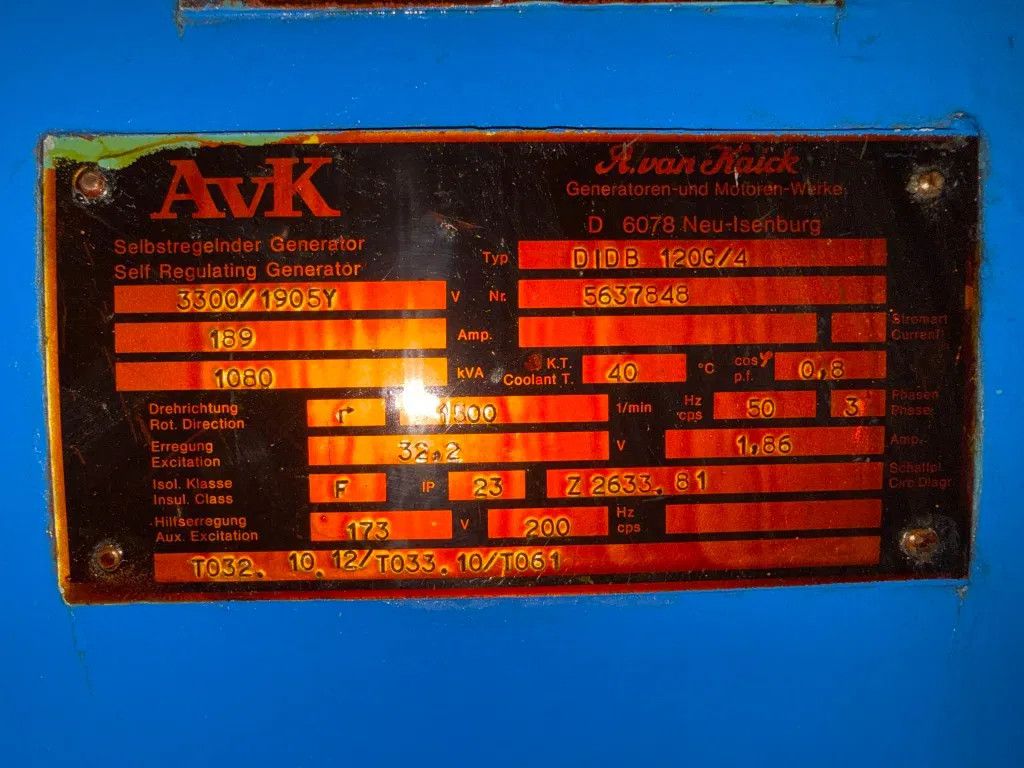 AvK
A.van Kaick
Generatoren-und Motoren-Werke
D 6078 Neu-Isenburg
Selbstregelnder Generator
Self Regulating Generator
Typ DIDB 120G/4
3300/1905Y V Nr. 5637848
189 Amp. Stromart
Current
1080 kVA K.T.
Coolant T. 40 °C cosφ
p.f. 0,8
Drehrichtung
Rot. Direction 1500 1/min Hz
cps 50 3 Phasen
Phase
Erregung
Excitation 32,2 V 1,86 Amp.
Isol. Klasse
Insul. Class F IP 23 Z 2633.81 Schaltpl.
Circ Diagr
Hilfserregung
Aux. Excitation 173 V 200 Hz
cps
T032. 10.12/T033.10/T061